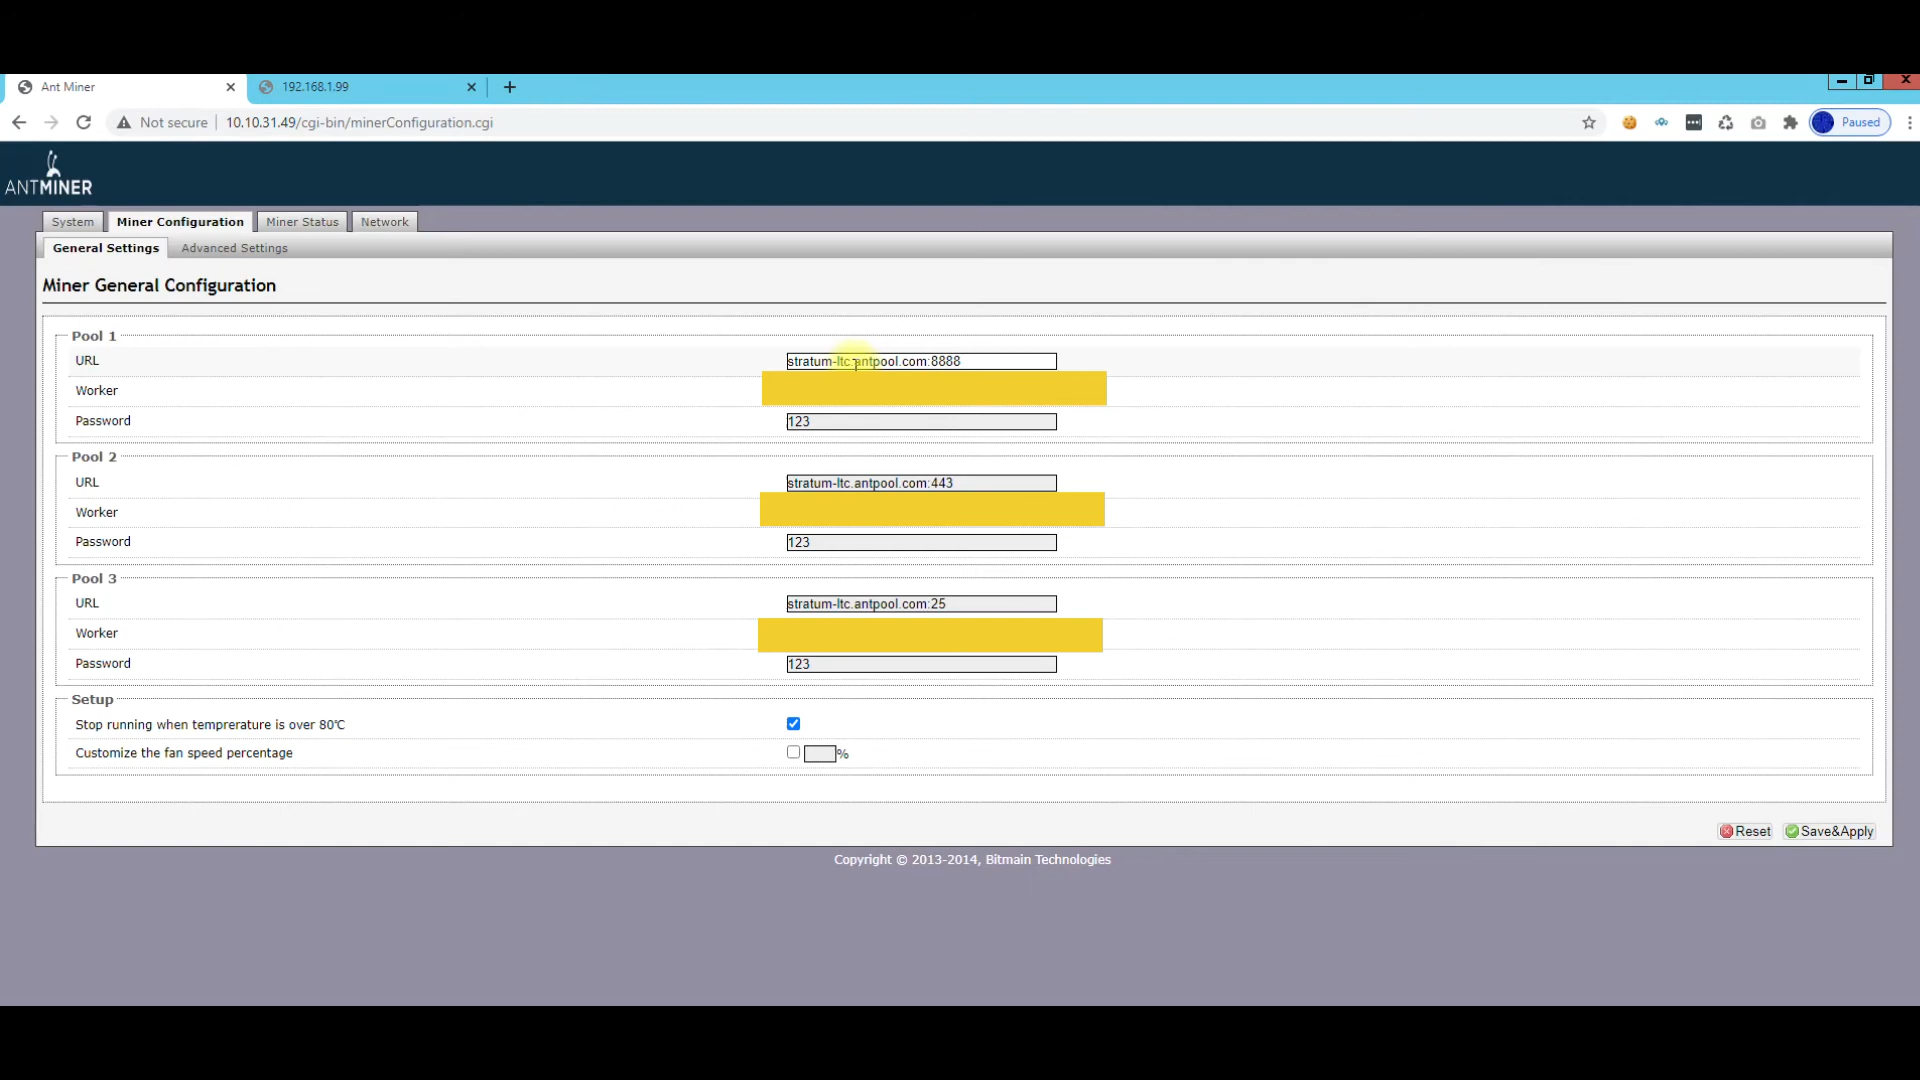 Ant Miner
192.168.1.99
Not secure
10.10.31.49/cgi-bin/minerConfiguration.cgi
Paused
ANTMINER
System
Miner Configuration
Miner Status
Network
General Settings
Advanced Settings
Miner General Configuration
Pool 1
URL
stratum-ltc.antpool.com:8888
Worker
Password
123
Pool 2
URL
stratum-ltc.antpool.com:443
Worker
Password
123
Pool 3
URL
stratum-ltc.antpool.com:25
Worker
Password
123
Setup
Stop running when temprerature is over 80℃
Customize the fan speed percentage
%
Reset
Save&Apply
Copyright © 2013-2014, Bitmain Technologies